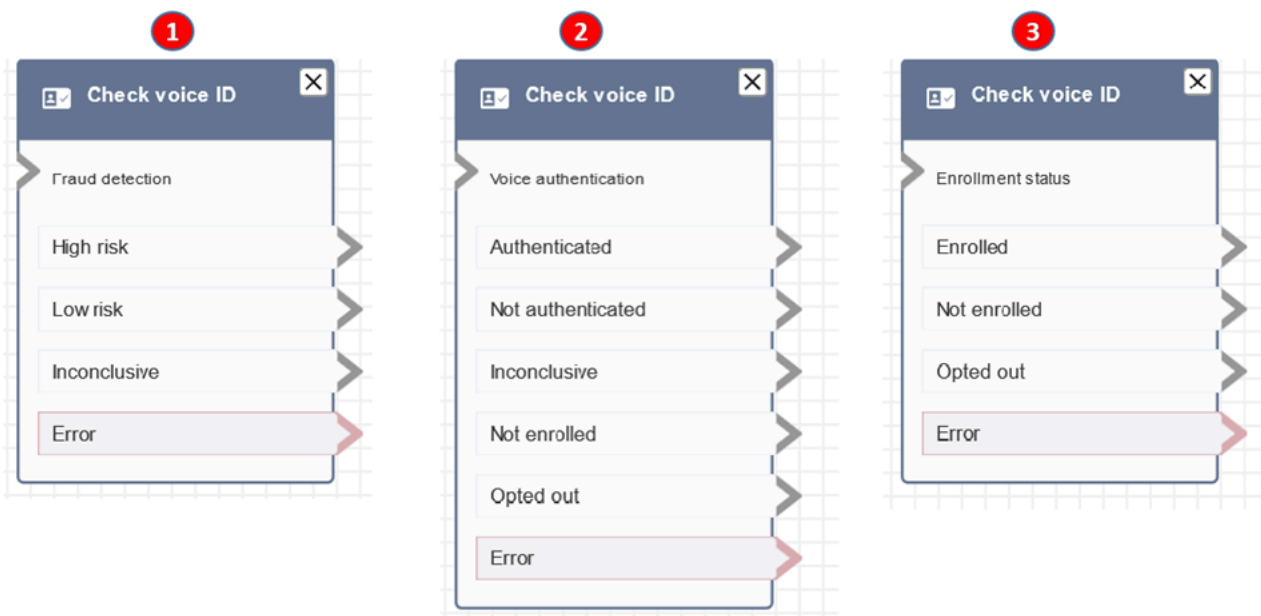 1
Check voice ID
Fraud detection
High risk
Low risk
Inconclusive
Error
2
Check voice ID
Voice authentication
Authenticated
Not authenticated
Inconclusive
Not enrolled
Opted out
Error
3
Check voice ID
Enrollment status
Enrolled
Not enrolled
Opted out
Error